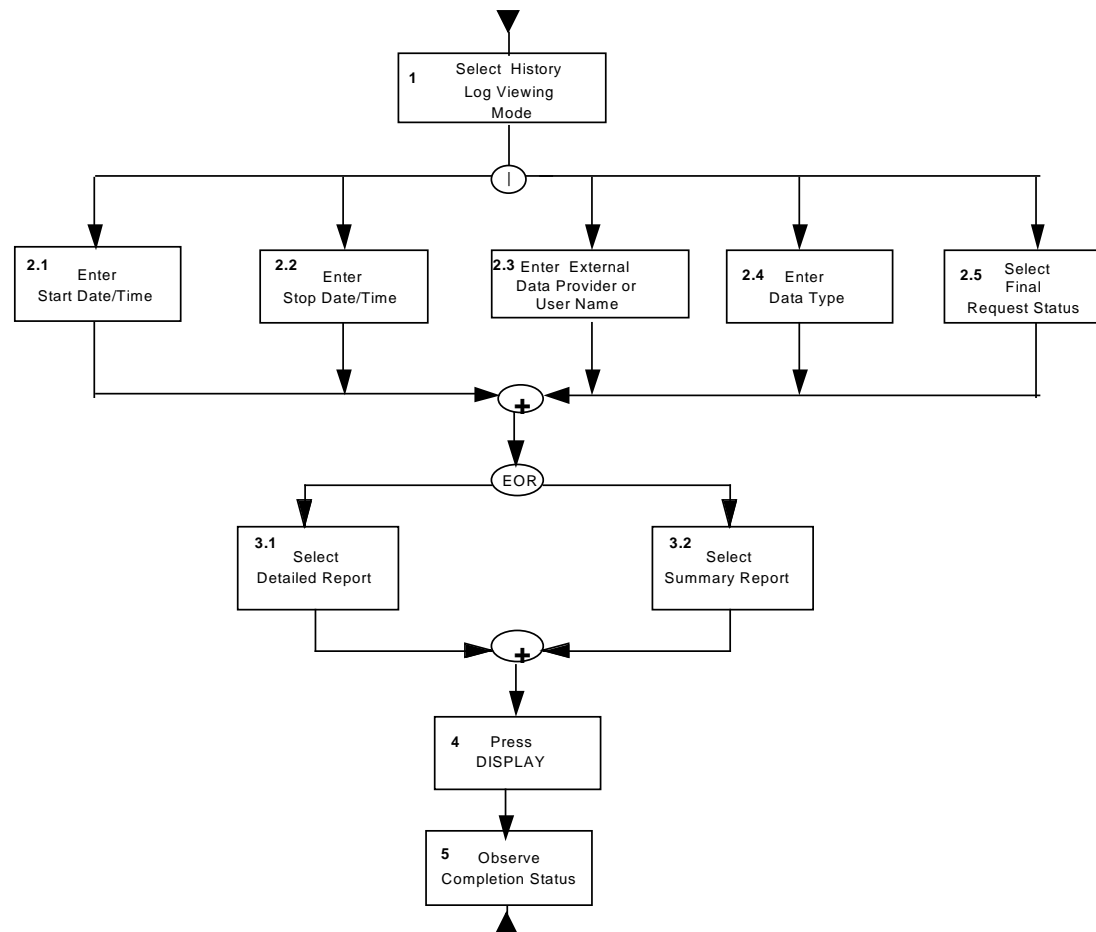 1
Select History
Log Viewing
Mode
|
2.1
Enter
Start Date/Time
2.2
Enter
Stop Date/Time
2.3 Enter External
Data Provider or
User Name
2.4
Enter
Data Type
2.5
Select
Final
Request Status
+
EOR
3.1
Select
Detailed Report
3.2
Select
Summary Report
+
4 Press
DISPLAY
5 Observe
Completion Status